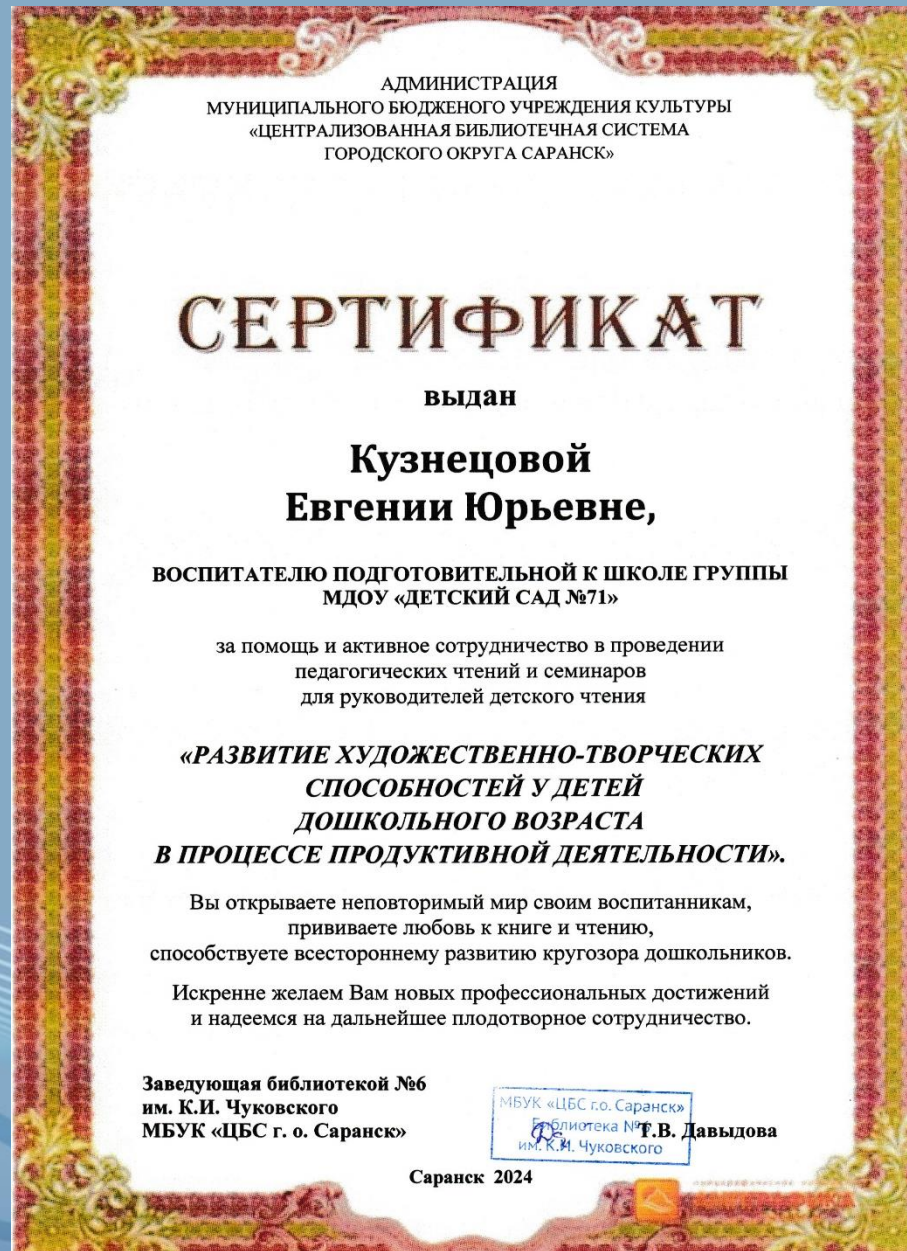 АДМИНИСТРАЦИЯ
МУНИЦИПАЛЬНОГО БЮДЖЕНОГО УЧРЕЖДЕНИЯ КУЛЬТУРЫ
«ЦЕНТРАЛИЗОВАННАЯ БИБЛИОТЕЧНАЯ СИСТЕМА
ГОРОДСКОГО ОКРУГА САРАНСК»
СЕРТИФИКАТ
выдан
Кузнецовой
Евгении Юрьевне,
ВОСПИТАТЕЛЮ ПОДГОТОВИТЕЛЬНОЙ К ШКОЛЕ ГРУППЫ
МДОУ «ДЕТСКИЙ САД №71»
за помощь и активное сотрудничество в проведении
педагогических чтений и семинаров
для руководителей детского чтения
«РАЗВИТИЕ ХУДОЖЕСТВЕННО-ТВОРЧЕСКИХ
СПОСОБНОСТЕЙ У ДЕТЕЙ
ДОШКОЛЬНОГО ВОЗРАСТА
В ПРОЦЕССЕ ПРОДУКТИВНОЙ ДЕЯТЕЛЬНОСТИ».
Вы открываете неповторимый мир своим воспитанникам,
прививаете любовь к книге и чтению,
способствуете всестороннему развитию кругозора дошкольников.
Искренне желаем Вам новых профессиональных достижений
и надеемся на дальнейшее плодотворное сотрудничество.
Заведующая библиотекой №6
им. К.И. Чуковского
МБУК «ЦБС г. о. Саранск»
МБУК «ЦБС г.о. Саранск»
Библиотека №6
им. К.И. Чуковского
Т.В. Давыдова
Саранск 2024